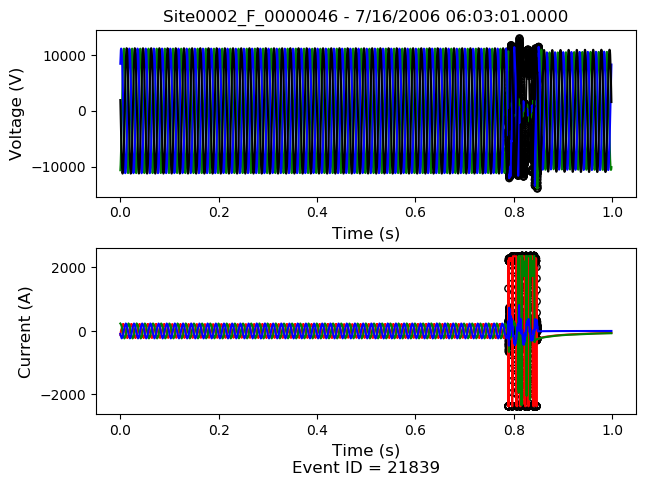 Site0002_F_0000046 - 7/16/2006 06:03:01.0000
Voltage (V)
10000
0
−10000
0.0 0.2 0.4 0.6 0.8 1.0
Time (s)
Current (A)
2000
0
−2000
0.0 0.2 0.4 0.6 0.8 1.0
Time (s)
Event ID = 21839